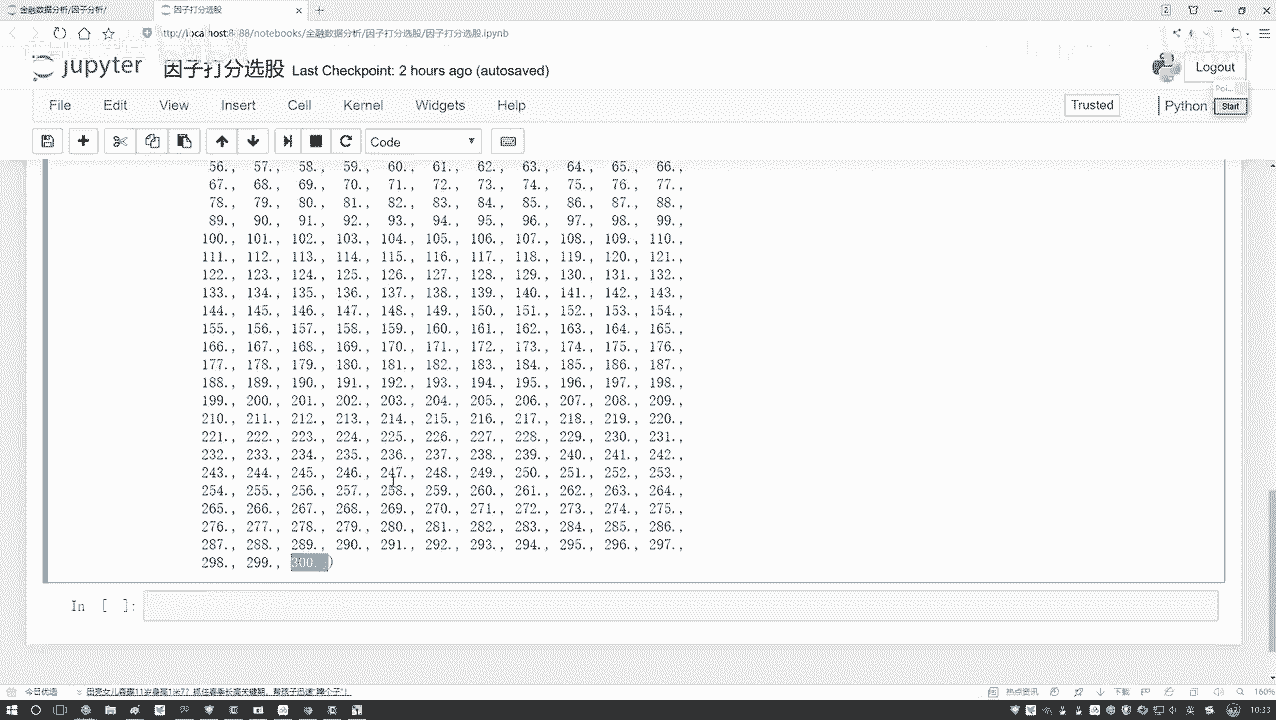 金融数据分析/因子分析/
因子打分选股
ttp://localhost:8888/notebooks/金融数据分析/因子打分选股/因子打分选股.ipynb
jupyter 因子打分选股 Last Checkpoint: 2 hours ago (autosaved)
Logout
File Edit View Insert Cell Kernel Widgets Help
Trusted
Python
Start
Code
56., 57., 58., 59., 60., 61., 62., 63., 64., 65., 66.,
67., 68., 69., 70., 71., 72., 73., 74., 75., 76., 77.,
78., 79., 80., 81., 82., 83., 84., 85., 86., 87., 88.,
89., 90., 91., 92., 93., 94., 95., 96., 97., 98., 99.,
100., 101., 102., 103., 104., 105., 106., 107., 108., 109., 110.,
111., 112., 113., 114., 115., 116., 117., 118., 119., 120., 121.,
122., 123., 124., 125., 126., 127., 128., 129., 130., 131., 132.,
133., 134., 135., 136., 137., 138., 139., 140., 141., 142., 143.,
144., 145., 146., 147., 148., 149., 150., 151., 152., 153., 154.,
155., 156., 157., 158., 159., 160., 161., 162., 163., 164., 165.,
166., 167., 168., 169., 170., 171., 172., 173., 174., 175., 176.,
177., 178., 179., 180., 181., 182., 183., 184., 185., 186., 187.,
188., 189., 190., 191., 192., 193., 194., 195., 196., 197., 198.,
199., 200., 201., 202., 203., 204., 205., 206., 207., 208., 209.,
210., 211., 212., 213., 214., 215., 216., 217., 218., 219., 220.,
221., 222., 223., 224., 225., 226., 227., 228., 229., 230., 231.,
232., 233., 234., 235., 236., 237., 238., 239., 240., 241., 242.,
243., 244., 245., 246., 247., 248., 249., 250., 251., 252., 253.,
254., 255., 256., 257., 258., 259., 260., 261., 262., 263., 264.,
265., 266., 267., 268., 269., 270., 271., 272., 273., 274., 275.,
276., 277., 278., 279., 280., 281., 282., 283., 284., 285., 286.,
287., 288., 289., 290., 291., 292., 293., 294., 295., 296., 297.,
298., 299., 300. )
In [ ]:
今日优选
热点资讯
下载
160%
10:33